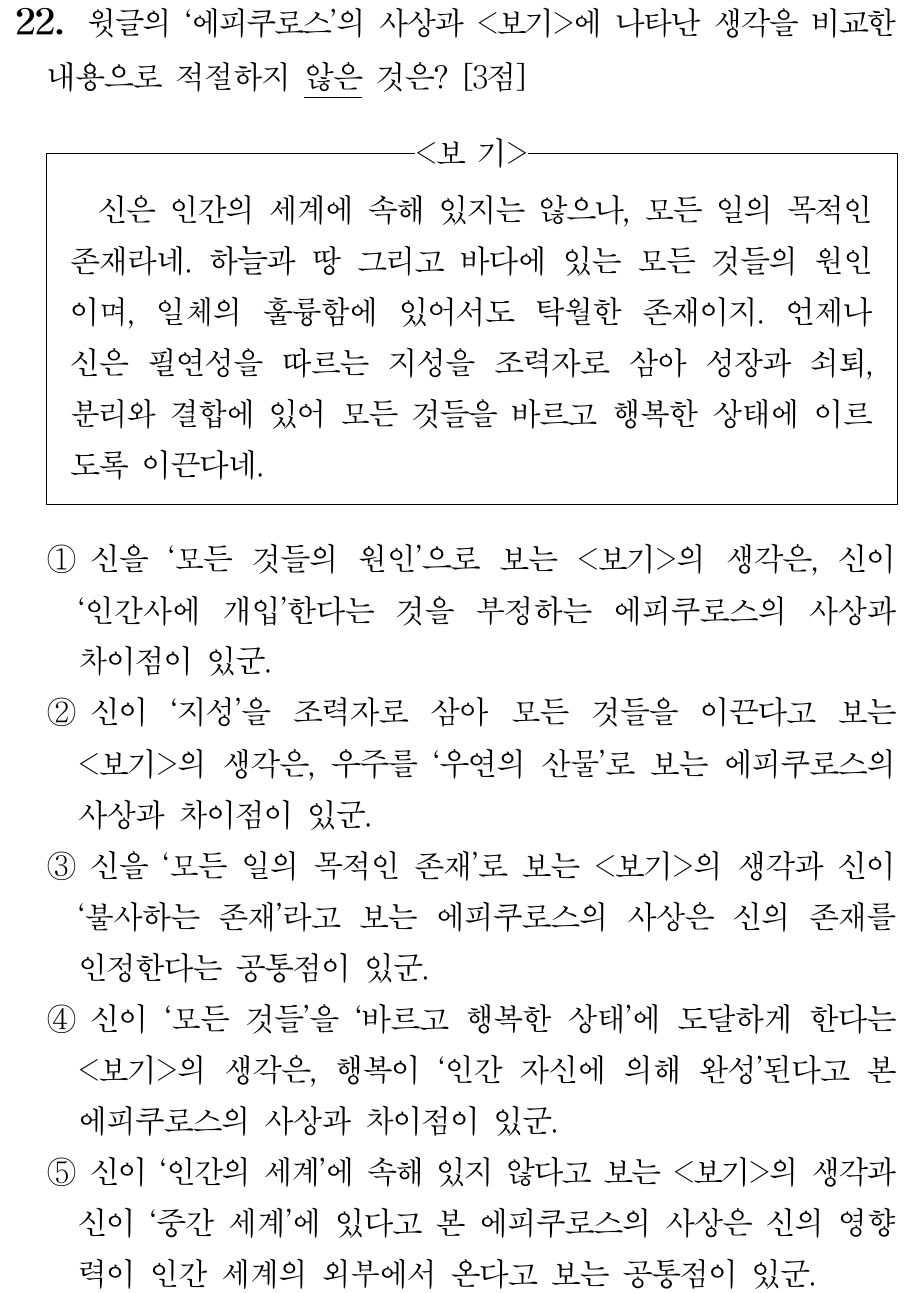 22. 윗글의 ‘에피쿠로스’의 사상과 <보기>에 나타난 생각을 비교한
내용으로 적절하지 않은 것은? [3점]
<보 기>
신은 인간의 세계에 속해 있지는 않으나, 모든 일의 목적인
존재라네. 하늘과 땅 그리고 바다에 있는 모든 것들의 원인
이며, 일체의 훌륭함에 있어서도 탁월한 존재이지. 언제나
신은 필연성을 따르는 지성을 조력자로 삼아 성장과 쇠퇴,
분리와 결합에 있어 모든 것들을 바르고 행복한 상태에 이르
도록 이끈다네.
① 신을 ‘모든 것들의 원인’으로 보는 <보기>의 생각은, 신이
‘인간사에 개입’한다는 것을 부정하는 에피쿠로스의 사상과
차이점이 있군.
② 신이 ‘지성’을 조력자로 삼아 모든 것들을 이끈다고 보는
<보기>의 생각은, 우주를 ‘우연의 산물’로 보는 에피쿠로스의
사상과 차이점이 있군.
③ 신을 ‘모든 일의 목적인 존재’로 보는 <보기>의 생각과 신이
‘불사하는 존재’라고 보는 에피쿠로스의 사상은 신의 존재를
인정한다는 공통점이 있군.
④ 신이 ‘모든 것들’을 ‘바르고 행복한 상태’에 도달하게 한다는
<보기>의 생각은, 행복이 ‘인간 자신에 의해 완성’된다고 본
에피쿠로스의 사상과 차이점이 있군.
⑤ 신이 ‘인간의 세계’에 속해 있지 않다고 보는 <보기>의 생각과
신이 ‘중간 세계’에 있다고 본 에피쿠로스의 사상은 신의 영향
력이 인간 세계의 외부에서 온다고 보는 공통점이 있군.